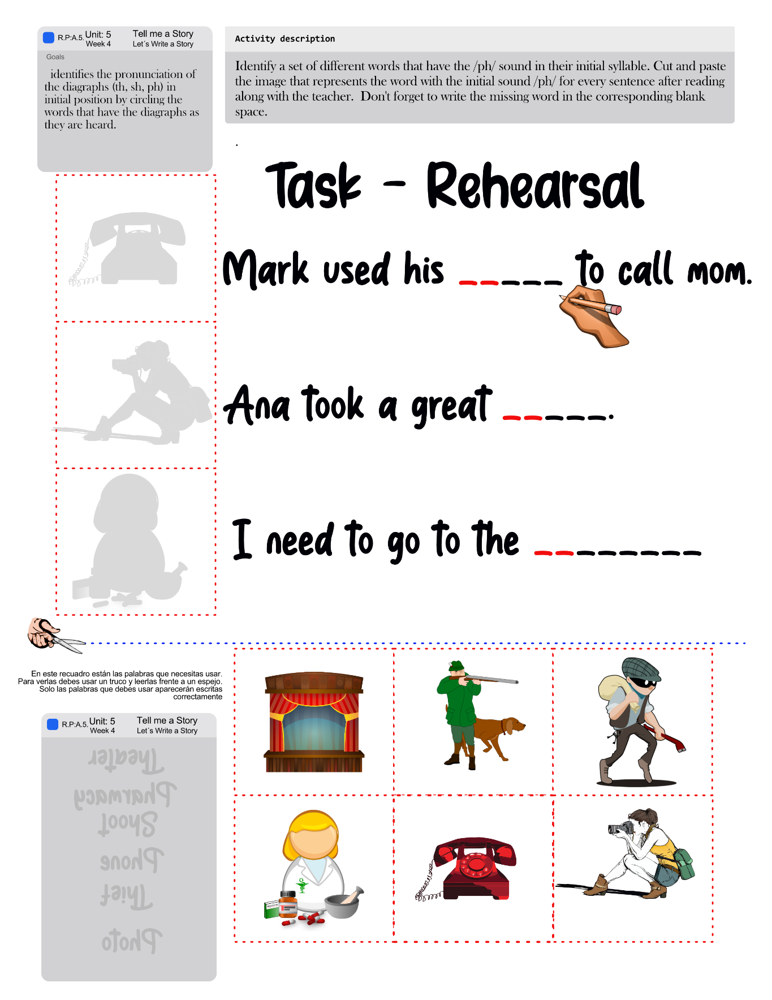 R.P:A.5. Unit: 5 Tell me a Story
Week 4 Let´s Write a Story
Goals
identifies the pronunciation of
the diagraphs (th, sh, ph) in
initial position by circling the
words that have the diagraphs as
they are heard.
Activity description
Identify a set of different words that have the /ph/ sound in their initial syllable. Cut and paste
the image that represents the word with the initial sound /ph/ for every sentence after reading
along with the teacher. Don't forget to write the missing word in the corresponding blank
space.
.
Task - Rehearsal
Mark used his _____ to call mom.
Ana took a great _____.
I need to go to the ________
En este recuadro están las palabras que necesitas usar.
Para verlas debes usar un truco y leerlas frente a un espejo.
Solo las palabras que debes usar aparecerán escritas
correctamente
R.P:A.5. Unit: 5 Tell me a Story
Week 4 Let´s Write a Story
Theater
Pharmacy
Shoot
Phone
Thief
Photo